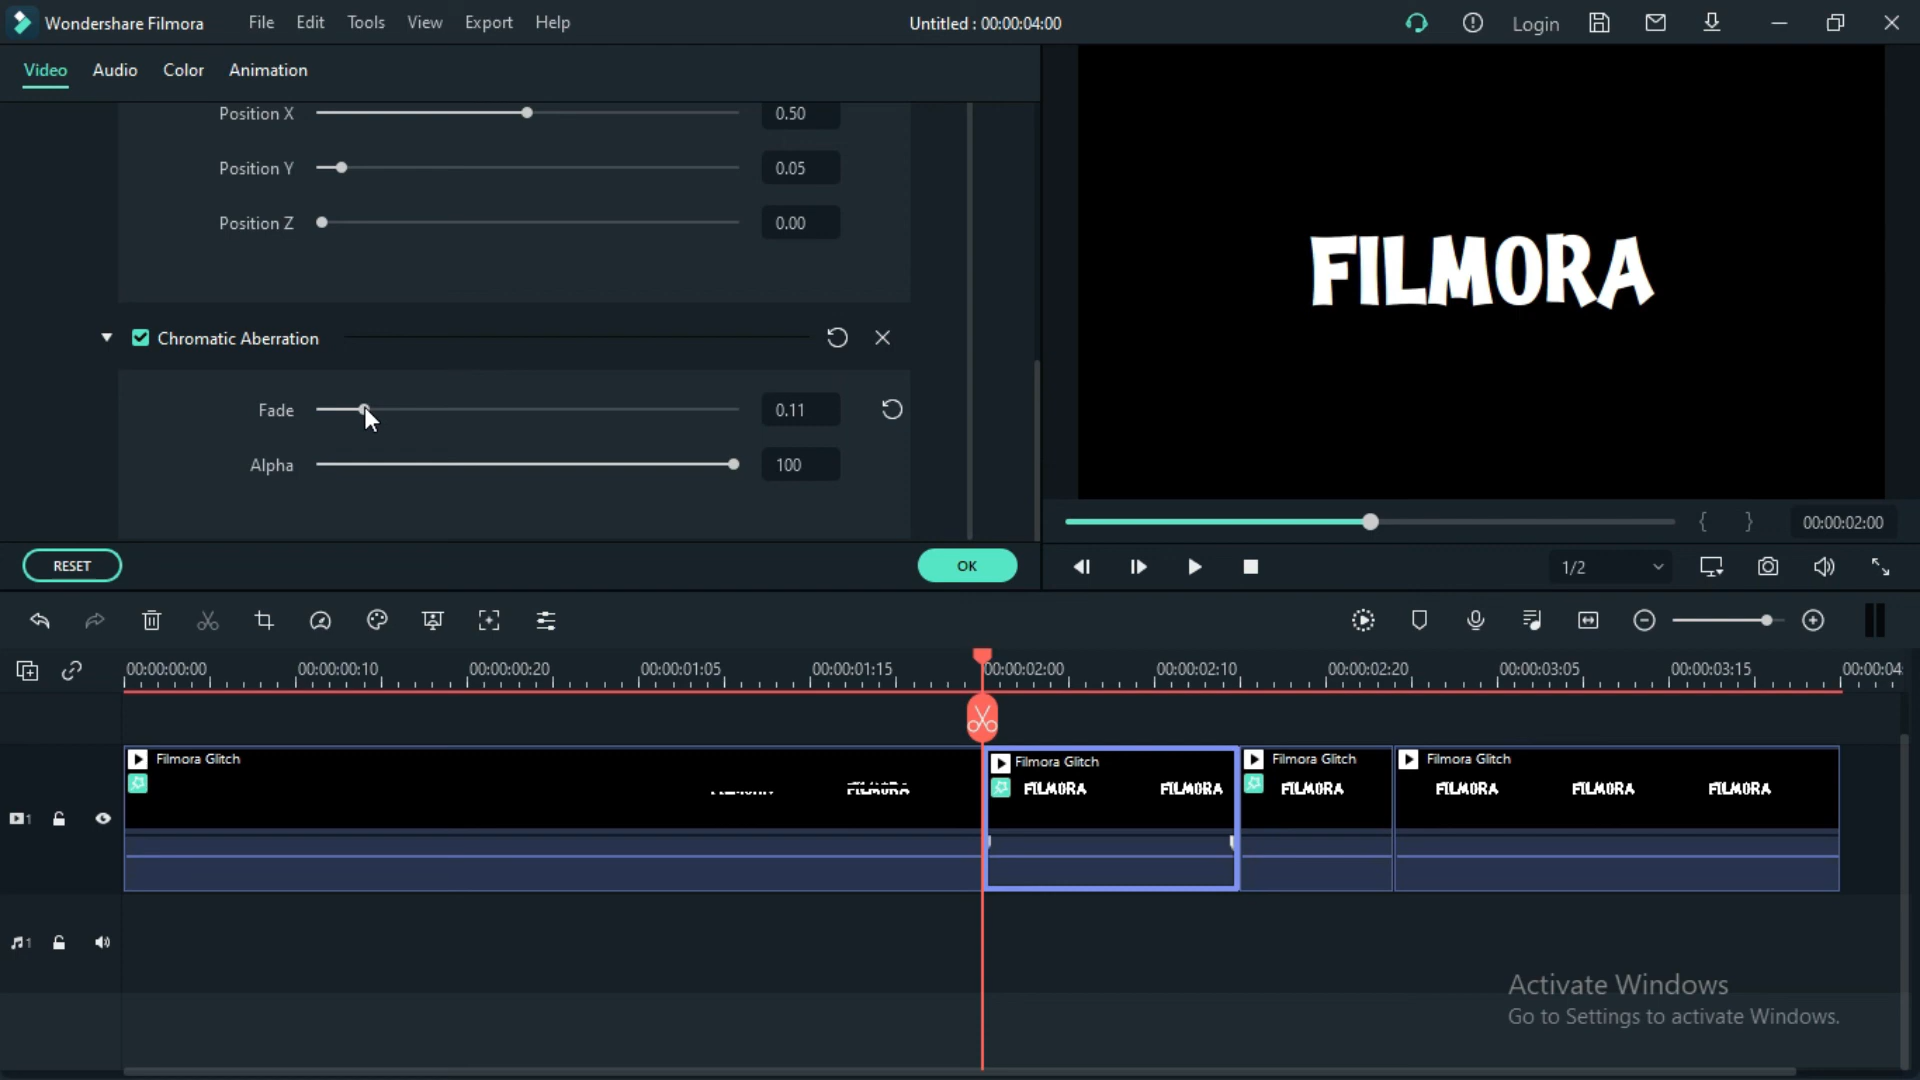 Wondershare Filmora File Edit Tools View Export Help Untitled : 00:00:04:00 Login
Video Audio Color Animation
Position X 0.50
Position Y 0.05
Position Z 0.00
FILMORA
Chromatic Aberration
Fade 0.11
Alpha 100
00:00:02:00
RESET OK 1/2
00:00:00:00 00:00:00:10 00:00:00:20 00:00:01:05 00:00:01:15 00:00:02:00 00:00:02:10 00:00:02:20 00:00:03:05 00:00:03:15 00:00:04
Filmora Glitch Filmora Glitch Filmora Glitch Filmora Glitch
FILMORA FILMORA FILMORA FILMORA FILMORA FILMORA FILMORA
1
1
Activate Windows
Go to Settings to activate Windows.